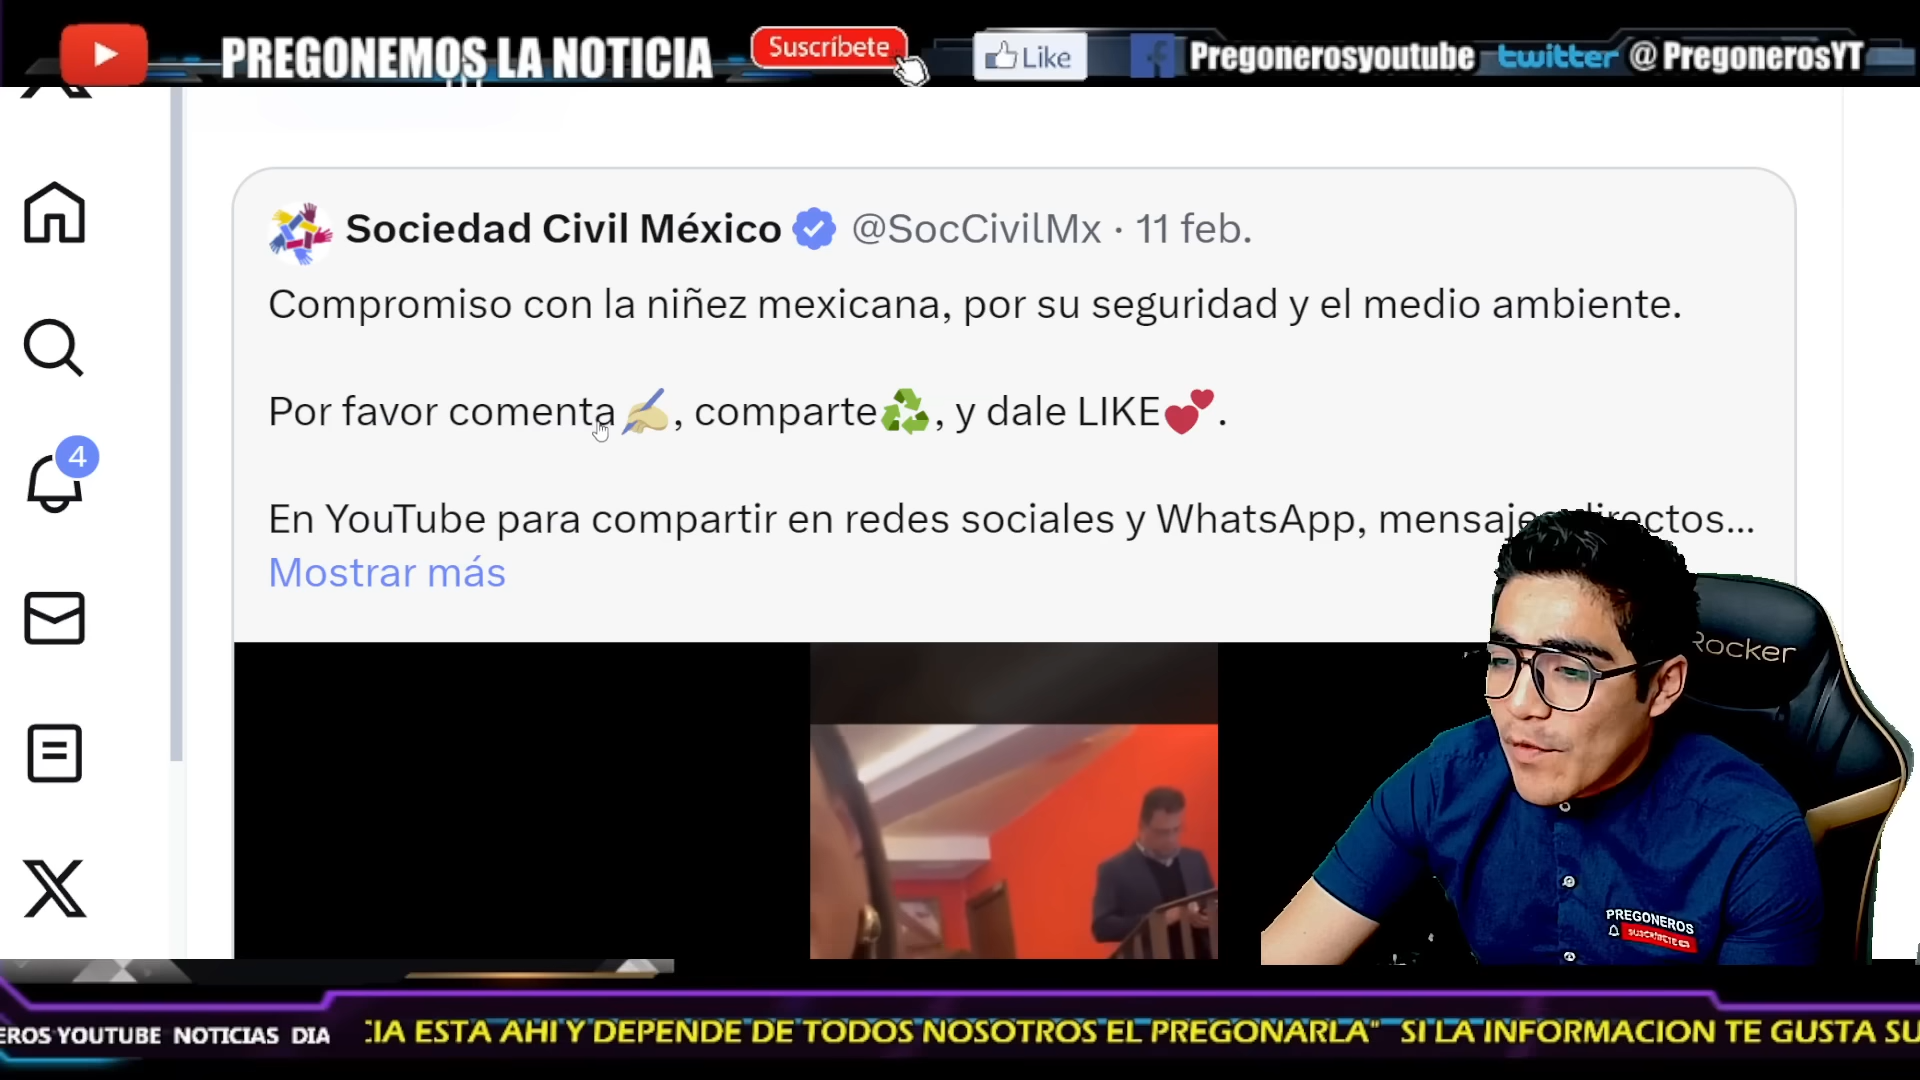 PREGONEMOS LA NOTICIA
Suscríbete
Like
Pregonerosyoutube
twitter @PregonerosYT
Sociedad Civil México @SocCivilMx · 11 feb.
Compromiso con la niñez mexicana, por su seguridad y el medio ambiente.
Por favor comenta✍, comparte♻, y dale LIKE💕.
En YouTube para compartir en redes sociales y WhatsApp, mensajes directos...
Mostrar más
4
Rocker
PREGONEROS
SUSCRÍBETE
EROS YOUTUBE NOTICIAS DIA
CIA ESTA AHI Y DEPENDE DE TODOS NOSOTROS EL PREGONARLA" SI LA INFORMACION TE GUSTA SU